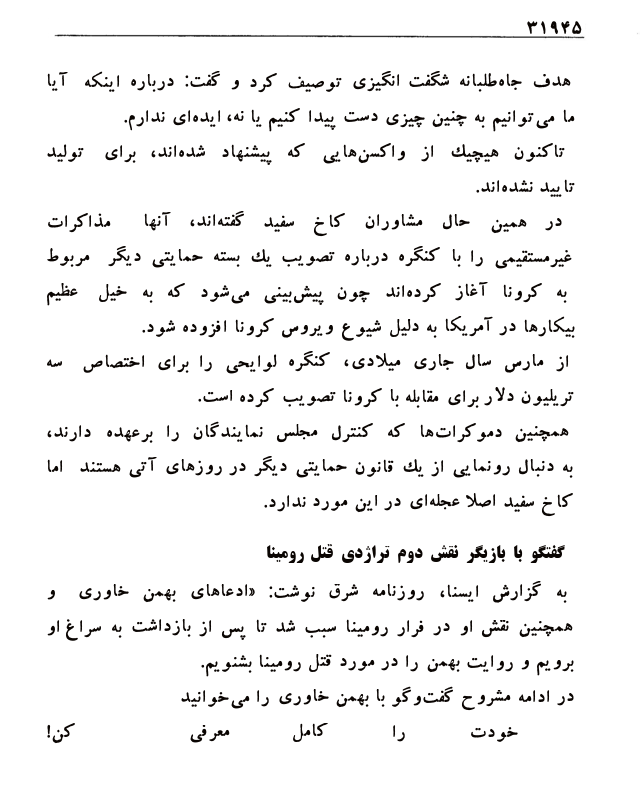 ۳۱۹۴۵
هدف جاه‌طلبانه شگفت انگیزی توصیف کرد و گفت: درباره اینکه آیا
ما می‌توانیم به چنین چیزی دست پیدا کنیم یا نه، ایده‌ای ندارم.
تاکنون هیچیك از واکسن‌هایی که پیشنهاد شده‌اند، برای تولید
تایید نشده‌اند.
در همین حال مشاوران کاخ سفید گفته‌اند، آنها مذاکرات
غیرمستقیمی را با کنگره درباره تصویب یك بسته حمایتی دیگر مربوط
به کرونا آغاز کرده‌اند چون پیش‌بینی می‌شود که به خیل عظیم
بیکارها در آمریکا به دلیل شیوع ویروس کرونا افزوده شود.
از مارس سال جاری میلادی، کنگره لوایحی را برای اختصاص سه
تریلیون دلار برای مقابله با کرونا تصویب کرده است.
همچنین دموکرات‌ها که کنترل مجلس نمایندگان را برعهده دارند،
به دنبال رونمایی از یك قانون حمایتی دیگر در روزهای آتی هستند اما
کاخ سفید اصلا عجله‌ای در این مورد ندارد.
گفتگو با بازیگر نقش دوم تراژدی قتل رومینا
به گزارش ایسنا، روزنامه شرق نوشت: «ادعاهای بهمن خاوری و
همچنین نقش او در فرار رومینا سبب شد تا پس از بازداشت به سراغ او
برویم و روایت بهمن را در مورد قتل رومینا بشنویم.
در ادامه مشروح گفت‌وگو با بهمن خاوری را می‌خوانید
خودت را کامل معرفی کن!